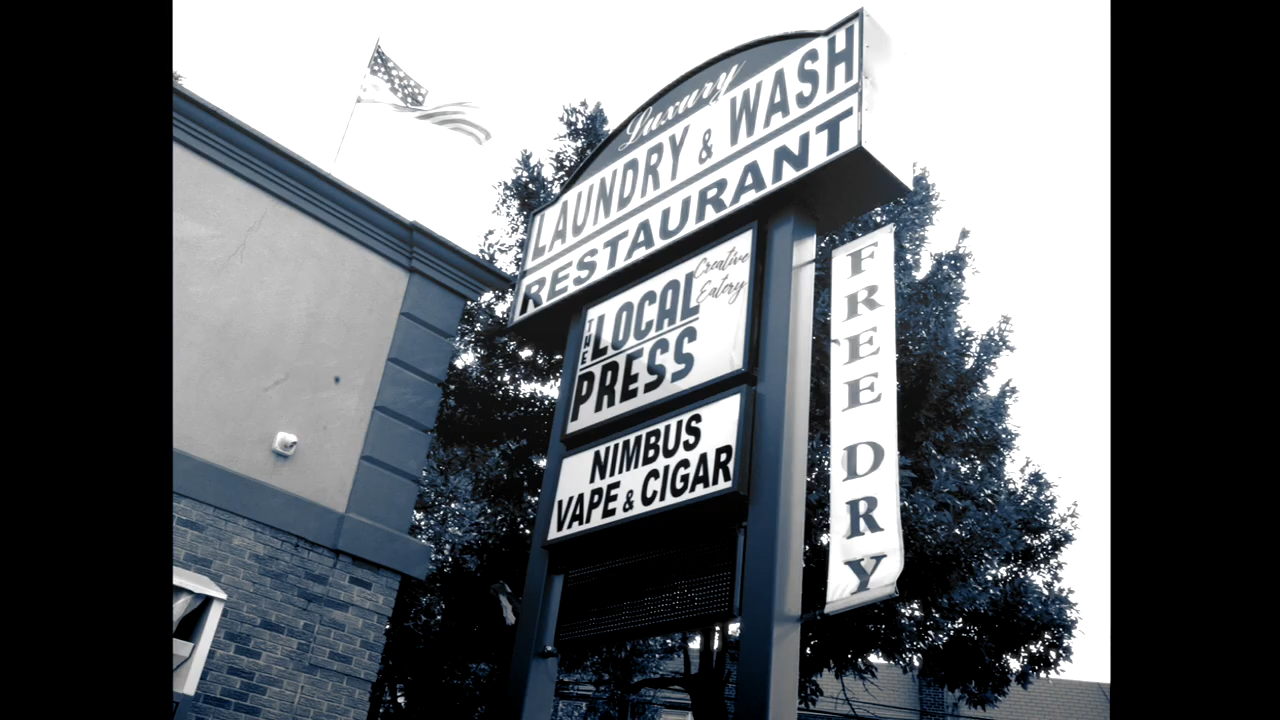 Luxury
LAUNDRY & WASH
RESTAURANT
Creative
Eatery
THE LOCAL
PRESS
NIMBUS
VAPE & CIGAR
FREE DRY